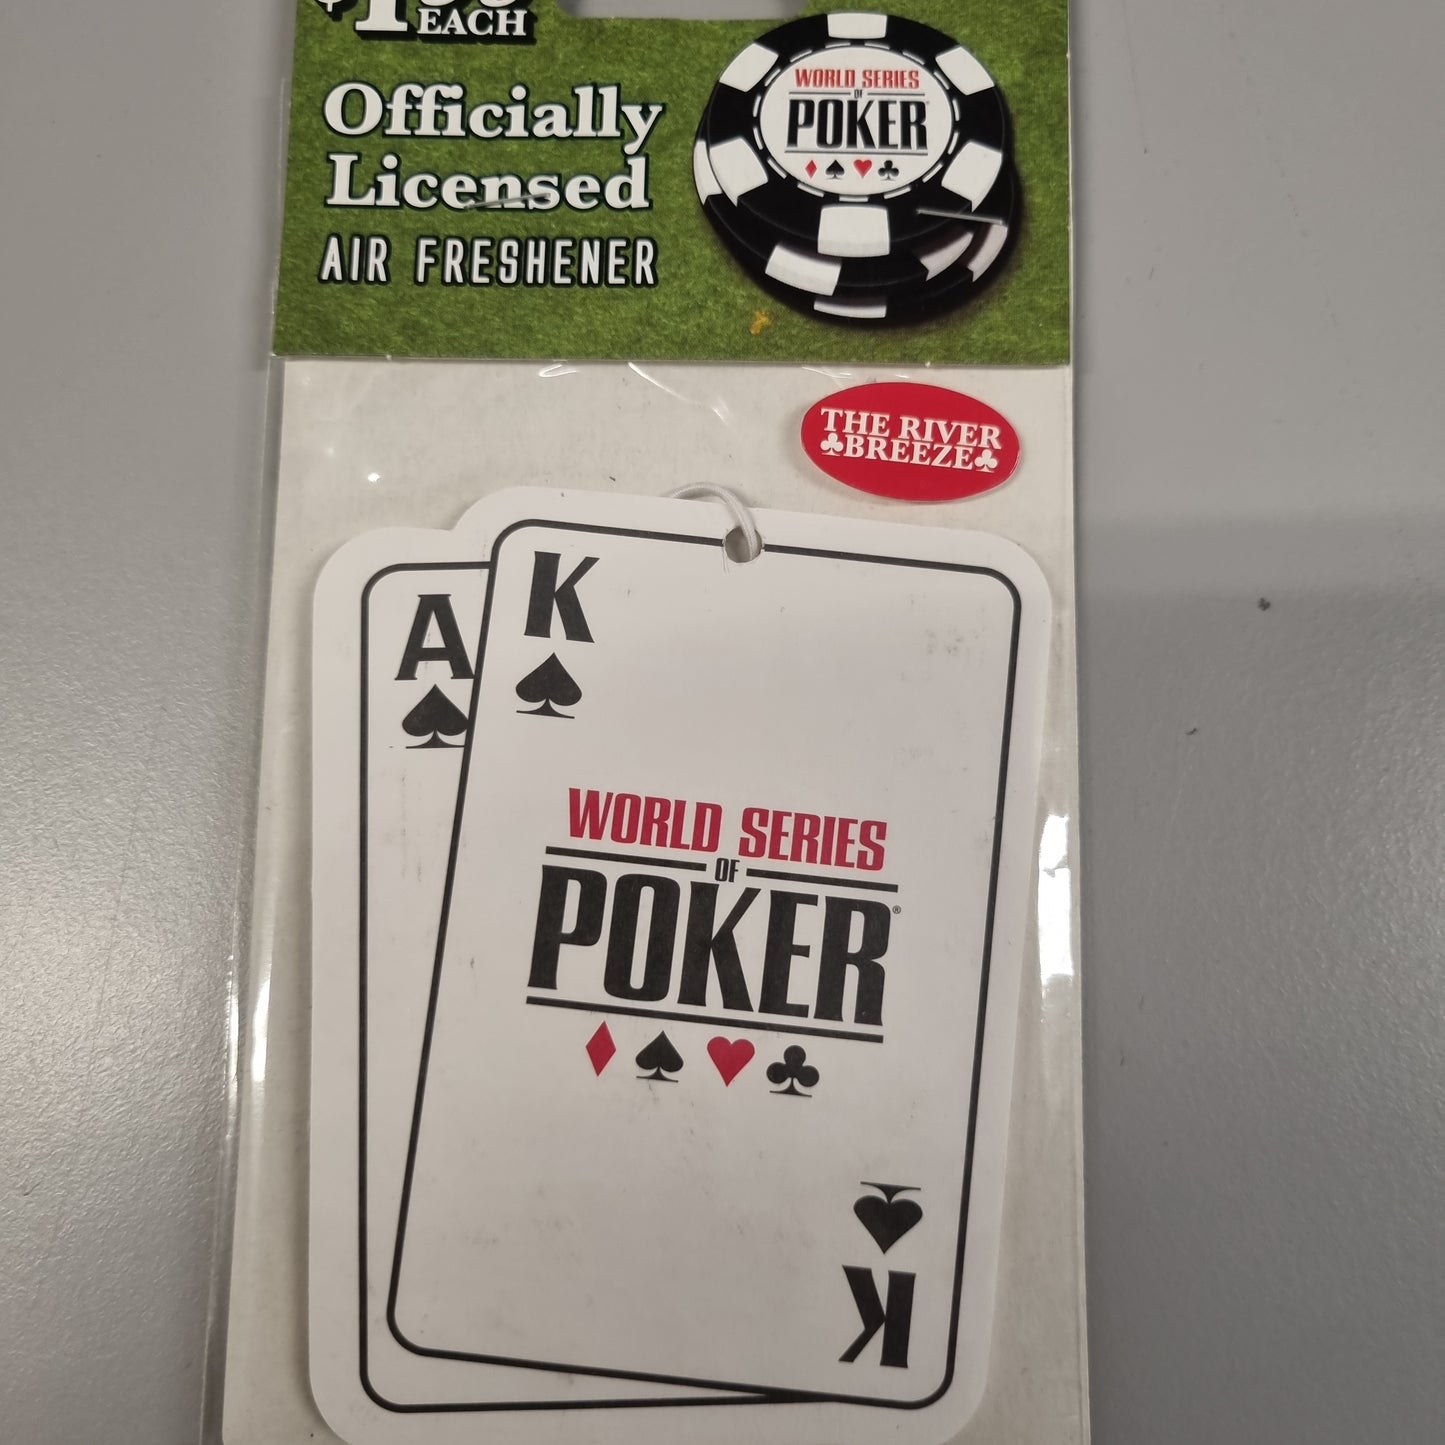 EACH
Officially
Licensed
AIR FRESHENER
WORLD SERIES
OF
POKER
THE RIVER
♣BREEZE♣
A
K
WORLD SERIES
OF
POKER®
K